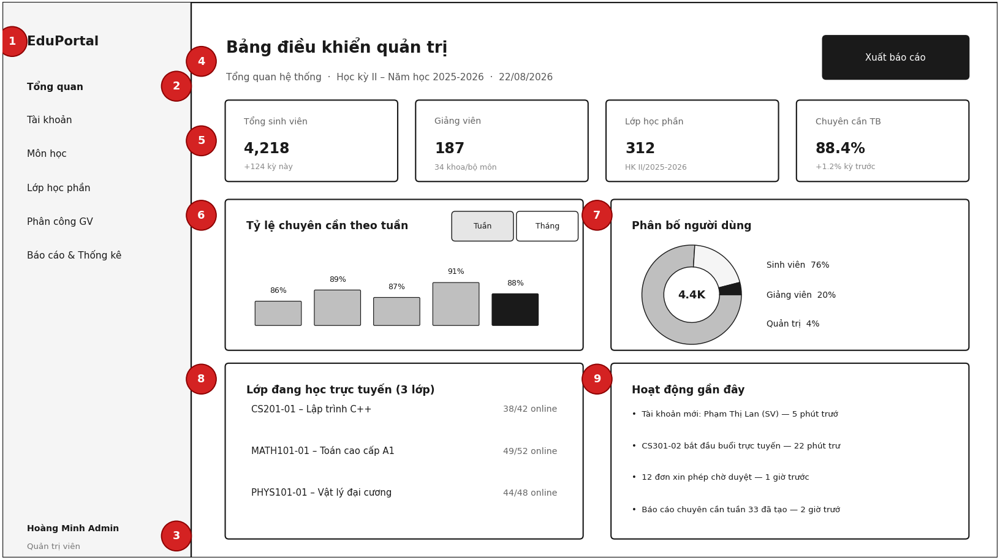 1 EduPortal
Tổng quan 2
Tài khoản
Môn học
Lớp học phần
Phân công GV
Báo cáo & Thống kê
Hoàng Minh Admin
Quản trị viên
3
4 Bảng điều khiển quản trị
Tổng quan hệ thống · Học kỳ II – Năm học 2025-2026 · 22/08/2026
Xuất báo cáo
5
Tổng sinh viên
4,218
+124 kỳ này
Giảng viên
187
34 khoa/bộ môn
Lớp học phần
312
HK II/2025-2026
Chuyên cần TB
88.4%
+1.2% kỳ trước
6
Tỷ lệ chuyên cần theo tuần
Tuần Tháng
86% 89% 87% 91% 88%
7
Phân bố người dùng
4.4K
Sinh viên 76%
Giảng viên 20%
Quản trị 4%
8
Lớp đang học trực tuyến (3 lớp)
CS201-01 – Lập trình C++ 38/42 online
MATH101-01 – Toán cao cấp A1 49/52 online
PHYS101-01 – Vật lý đại cương 44/48 online
9
Hoạt động gần đây
• Tài khoản mới: Phạm Thị Lan (SV) — 5 phút trướ
• CS301-02 bắt đầu buổi trực tuyến — 22 phút trư
• 12 đơn xin phép chờ duyệt — 1 giờ trước
• Báo cáo chuyên cần tuần 33 đã tạo — 2 giờ trướ